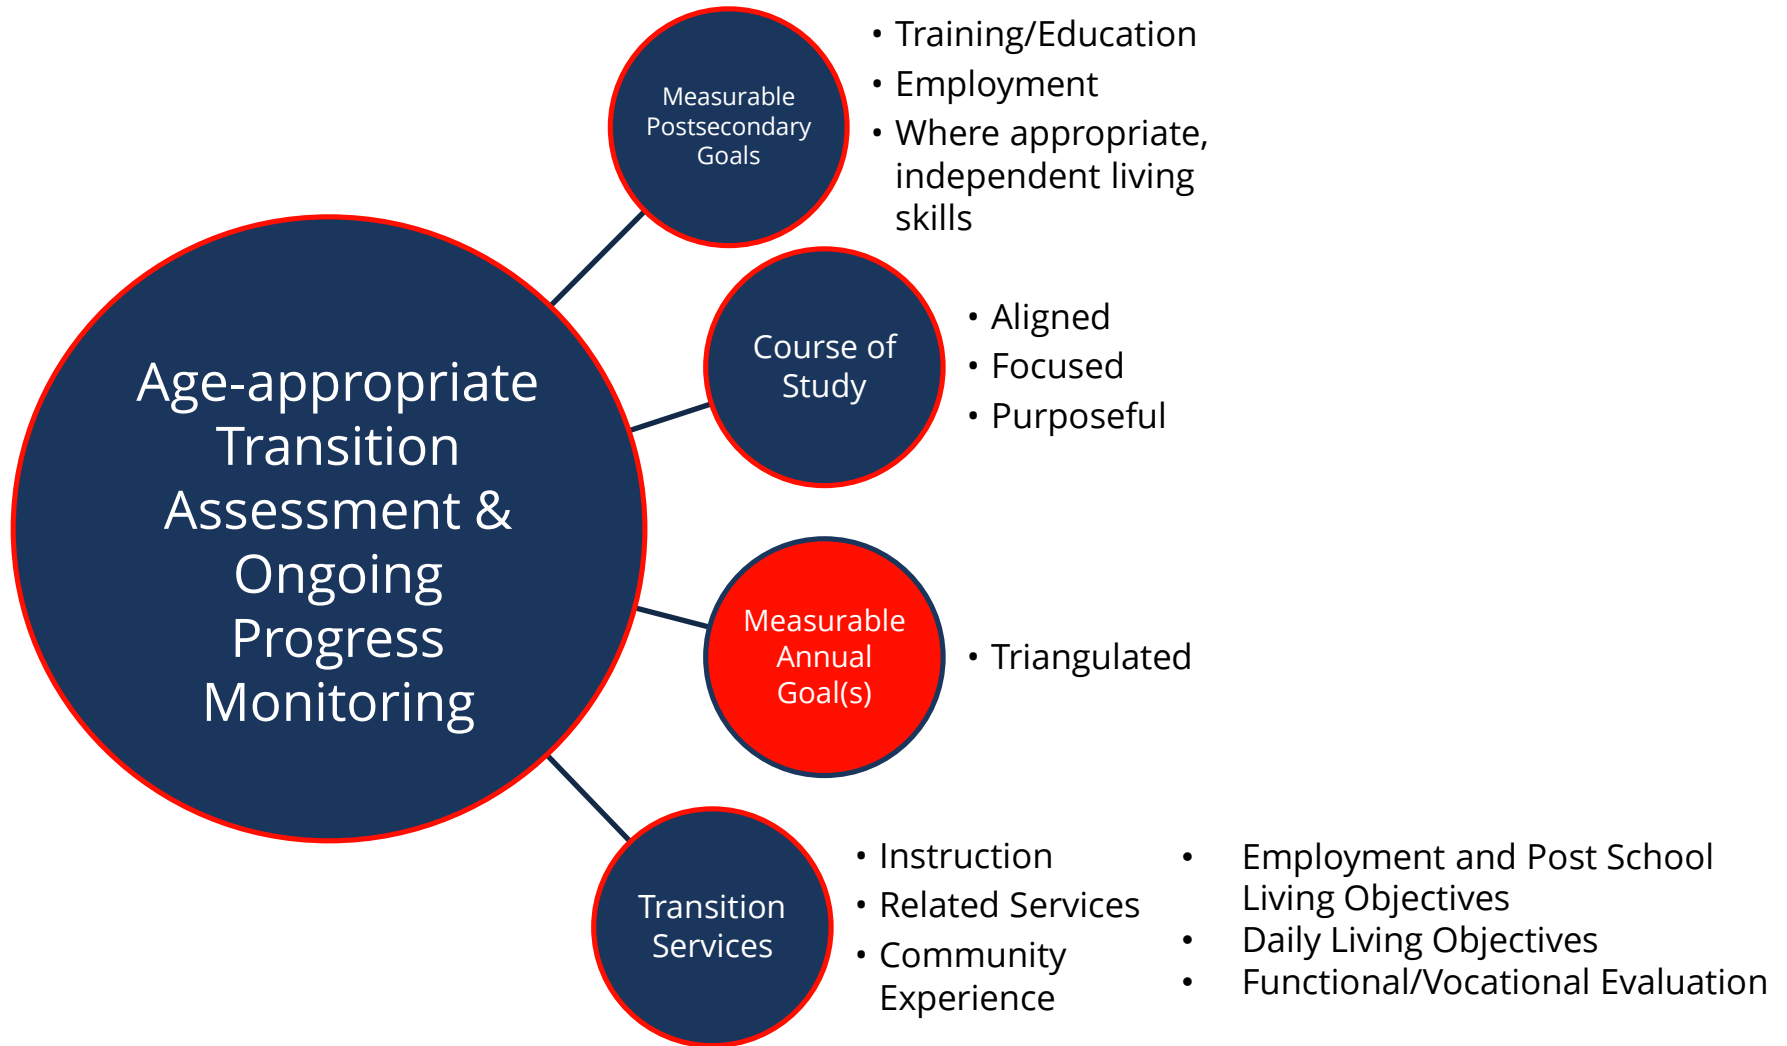 Age-appropriate
Transition
Assessment &
Ongoing
Progress
Monitoring
Measurable
Postsecondary
Goals
• Training/Education
• Employment
• Where appropriate,
independent living
skills
Course of
Study
• Aligned
• Focused
• Purposeful
Measurable
Annual
Goal(s)
• Triangulated
Transition
Services
• Instruction
• Related Services
• Community
Experience
• Employment and Post School
Living Objectives
• Daily Living Objectives
• Functional/Vocational Evaluation